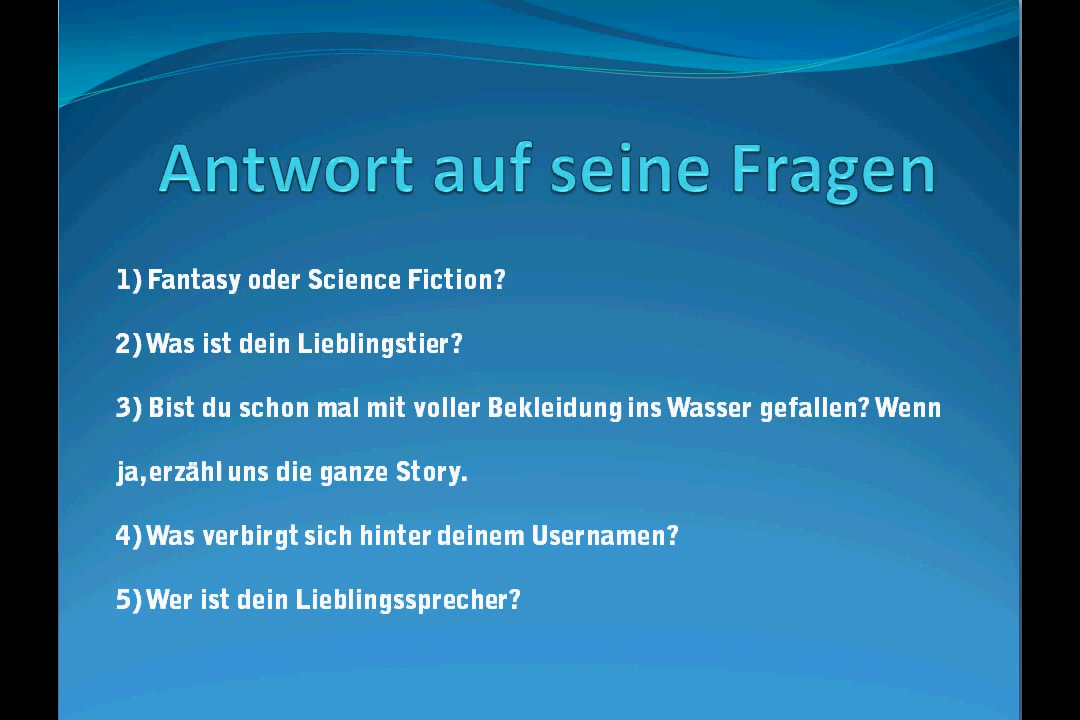 Antwort auf seine Fragen
1) Fantasy oder Science Fiction?
2) Was ist dein Lieblingstier?
3) Bist du schon mal mit voller Bekleidung ins Wasser gefallen? Wenn
ja, erzähl uns die ganze Story.
4) Was verbirgt sich hinter deinem Usernamen?
5) Wer ist dein Lieblingssprecher?